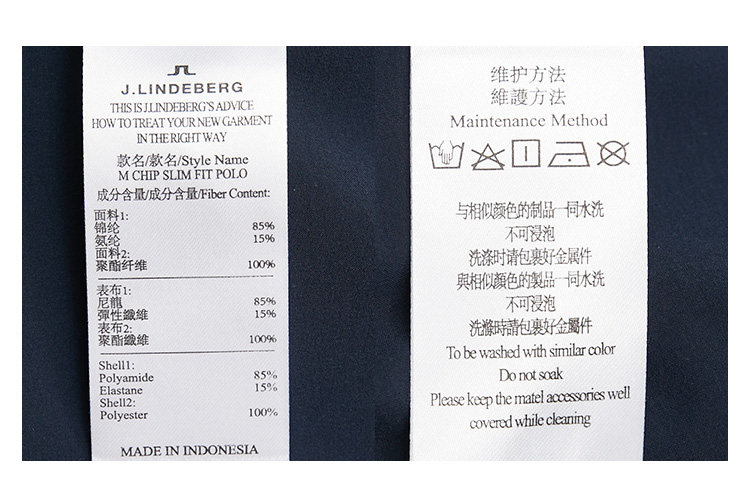 J.LINDEBERG
THIS IS J.LINDEBERG'S ADVICE
HOW TO TREAT YOUR NEW GARMENT
IN THE RIGHT WAY
款名/款名/Style Name
M CHIP SLIM FIT POLO
成分含量/成分含量/Fiber Content:
面料1:
锦纶 85%
氨纶 15%
面料2:
聚酯纤维 100%
表布1:
尼龍 85%
彈性纖維 15%
表布2:
聚酯纖維 100%
Shell1:
Polyamide 85%
Elastane 15%
Shell2:
Polyester 100%
MADE IN INDONESIA
维护方法
維護方法
Maintenance Method
与相似颜色的制品一同水洗
不可浸泡
洗涤时请包裹好金属件
與相似顏色的製品一同水洗
不可浸泡
洗滌時請包裹好金屬件
To be washed with similar color
Do not soak
Please keep the matel accessories well
covered while cleaning